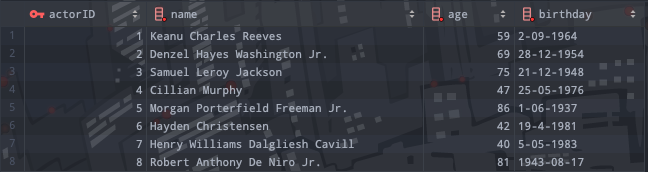 actorID name age birthday
1 1 Keanu Charles Reeves 59 2-09-1964
2 2 Denzel Hayes Washington Jr. 69 28-12-1954
3 3 Samuel Leroy Jackson 75 21-12-1948
4 4 Cillian Murphy 47 25-05-1976
5 5 Morgan Porterfield Freeman Jr. 86 1-06-1937
6 6 Hayden Christensen 42 19-4-1981
7 7 Henry Williams Dalgliesh Cavill 40 5-05-1983
8 8 Robert Anthony De Niro Jr. 81 1943-08-17